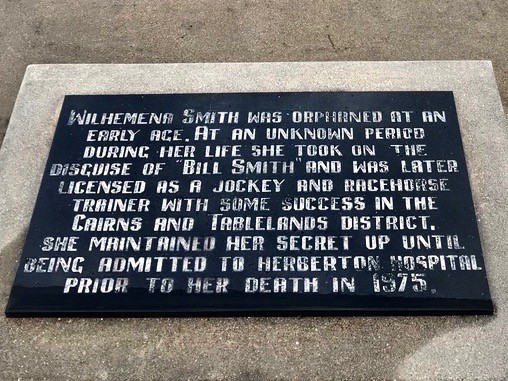 Wilhemena Smith was orphaned at an
early age. At an unknown period
during her life she took on the
disguise of "Bill Smith" and was later
licensed as a jockey and racehorse
trainer with some success in the
Cairns and Tablelands district.
She maintained her secret up until
being admitted to Herberton Hospital
prior to her death in 1975.